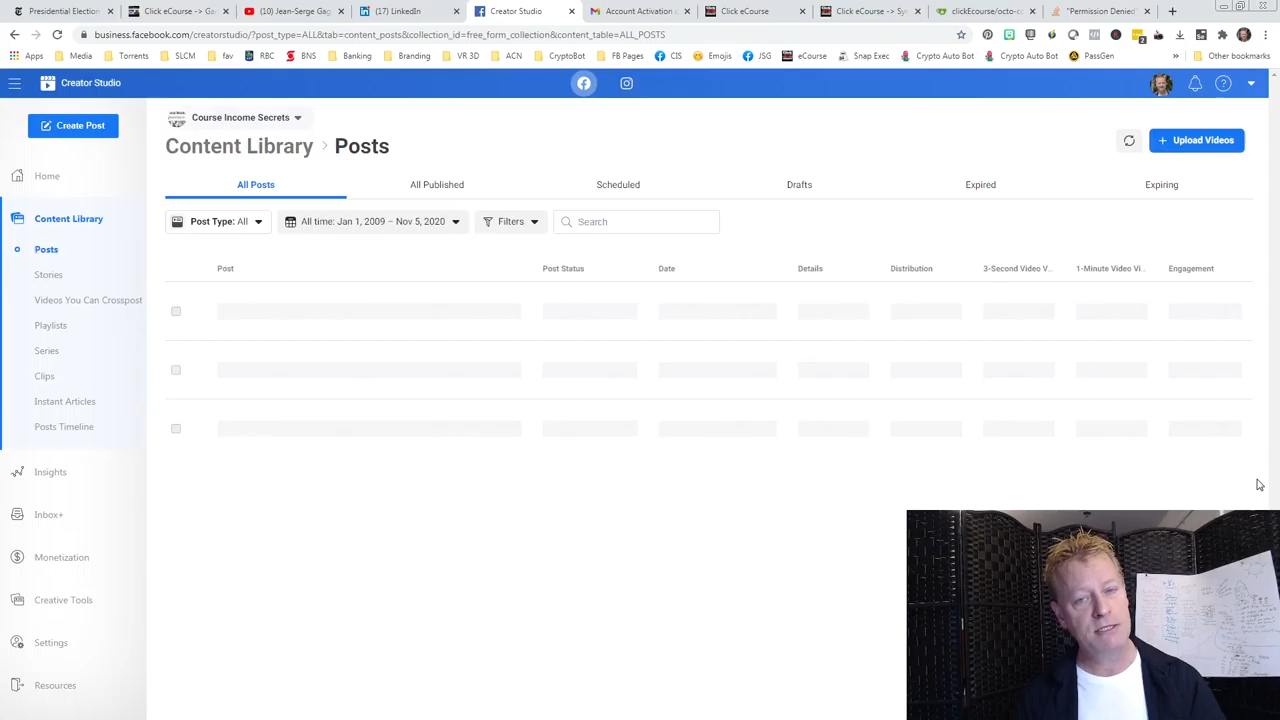 Presidential Election
Click eCourse -> Ga
(10) Jean-Serge Gag
(17) LinkedIn
Creator Studio
Account Activation c
Click eCourse
Click eCourse -> Sy
clickEcourse/octo-c
"Permission Denied"
business.facebook.com/creatorstudio/?post_type=ALL&tab=content_posts&collection_id=free_form_collection&content_table=ALL_POSTS
Apps
Media
Torrents
SLCM
fav
RBC
BNS
Banking
Branding
VR 3D
CryptoBot
ACN
FB Pages
CIS
Emojis
JSG
eCourse
Snap Exec
Crypto Auto Bot
Crypto Auto Bot
PassGen
»
Other bookmarks
Creator Studio
Create Post
Course Income Secrets
Content Library > Posts
+ Upload Videos
Home
All Posts
All Published
Scheduled
Drafts
Expired
Expiring
Content Library
Post Type: All
All time: Jan 1, 2009 – Nov 5, 2020
Filters
Search
Posts
Post
Post Status
Date
Details
Distribution
3-Second Video V...
1-Minute Video Vi...
Engagement
Stories
Videos You Can Crosspost
Playlists
Series
Clips
Instant Articles
Posts Timeline
Insights
Inbox+
Monetization
Creative Tools
Settings
Resources